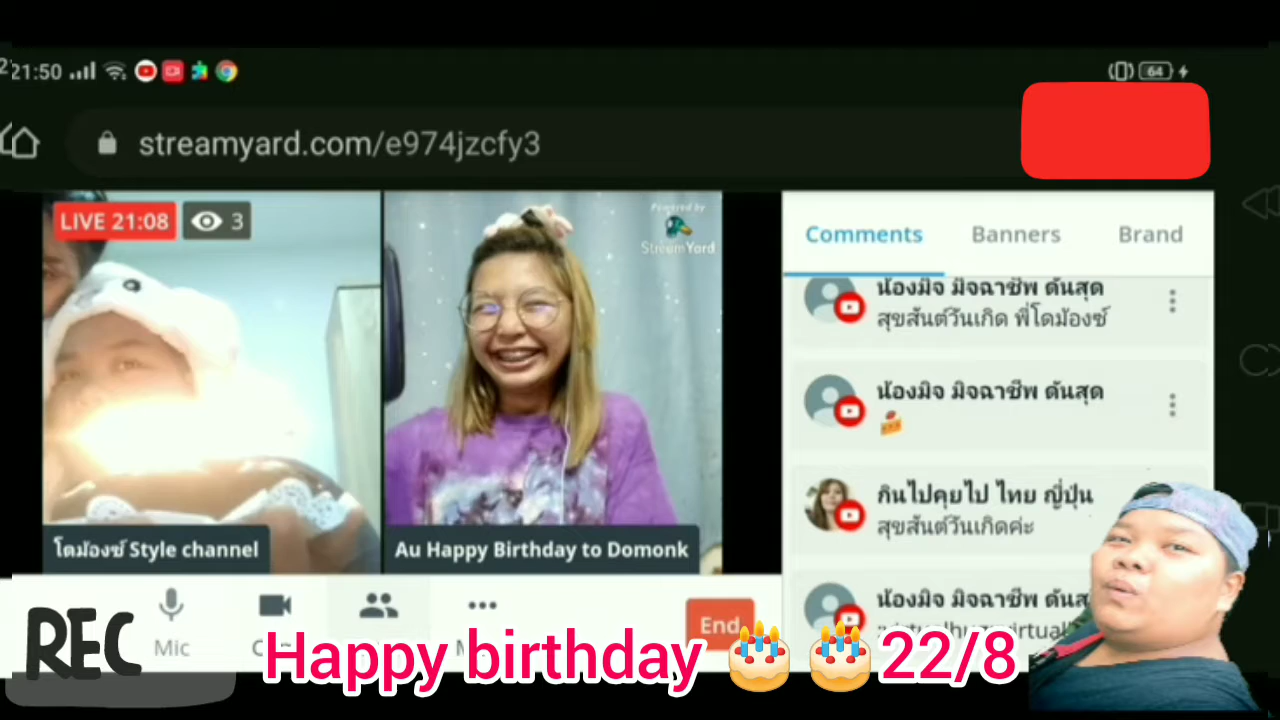 21:50
64
streamyard.com/e974jzcfy3
LIVE 21:08
3
Powered by
StreamYard
โดม้องซ์ Style channel
Au Happy Birthday to Domonk
Comments
Banners
Brand
น้องมิจ มิจฉาชีพ ดันสุด
สุขสันต์วันเกิด พี่โดม้องซ์
น้องมิจ มิจฉาชีพ ดันสุด
กินไปคุยไป ไทย ญี่ปุ่น
สุขสันต์วันเกิดค่ะ
น้องมิจ มิจฉาชีพ
Mic
End
REC
Happy birthday 🎂 🎂22/8